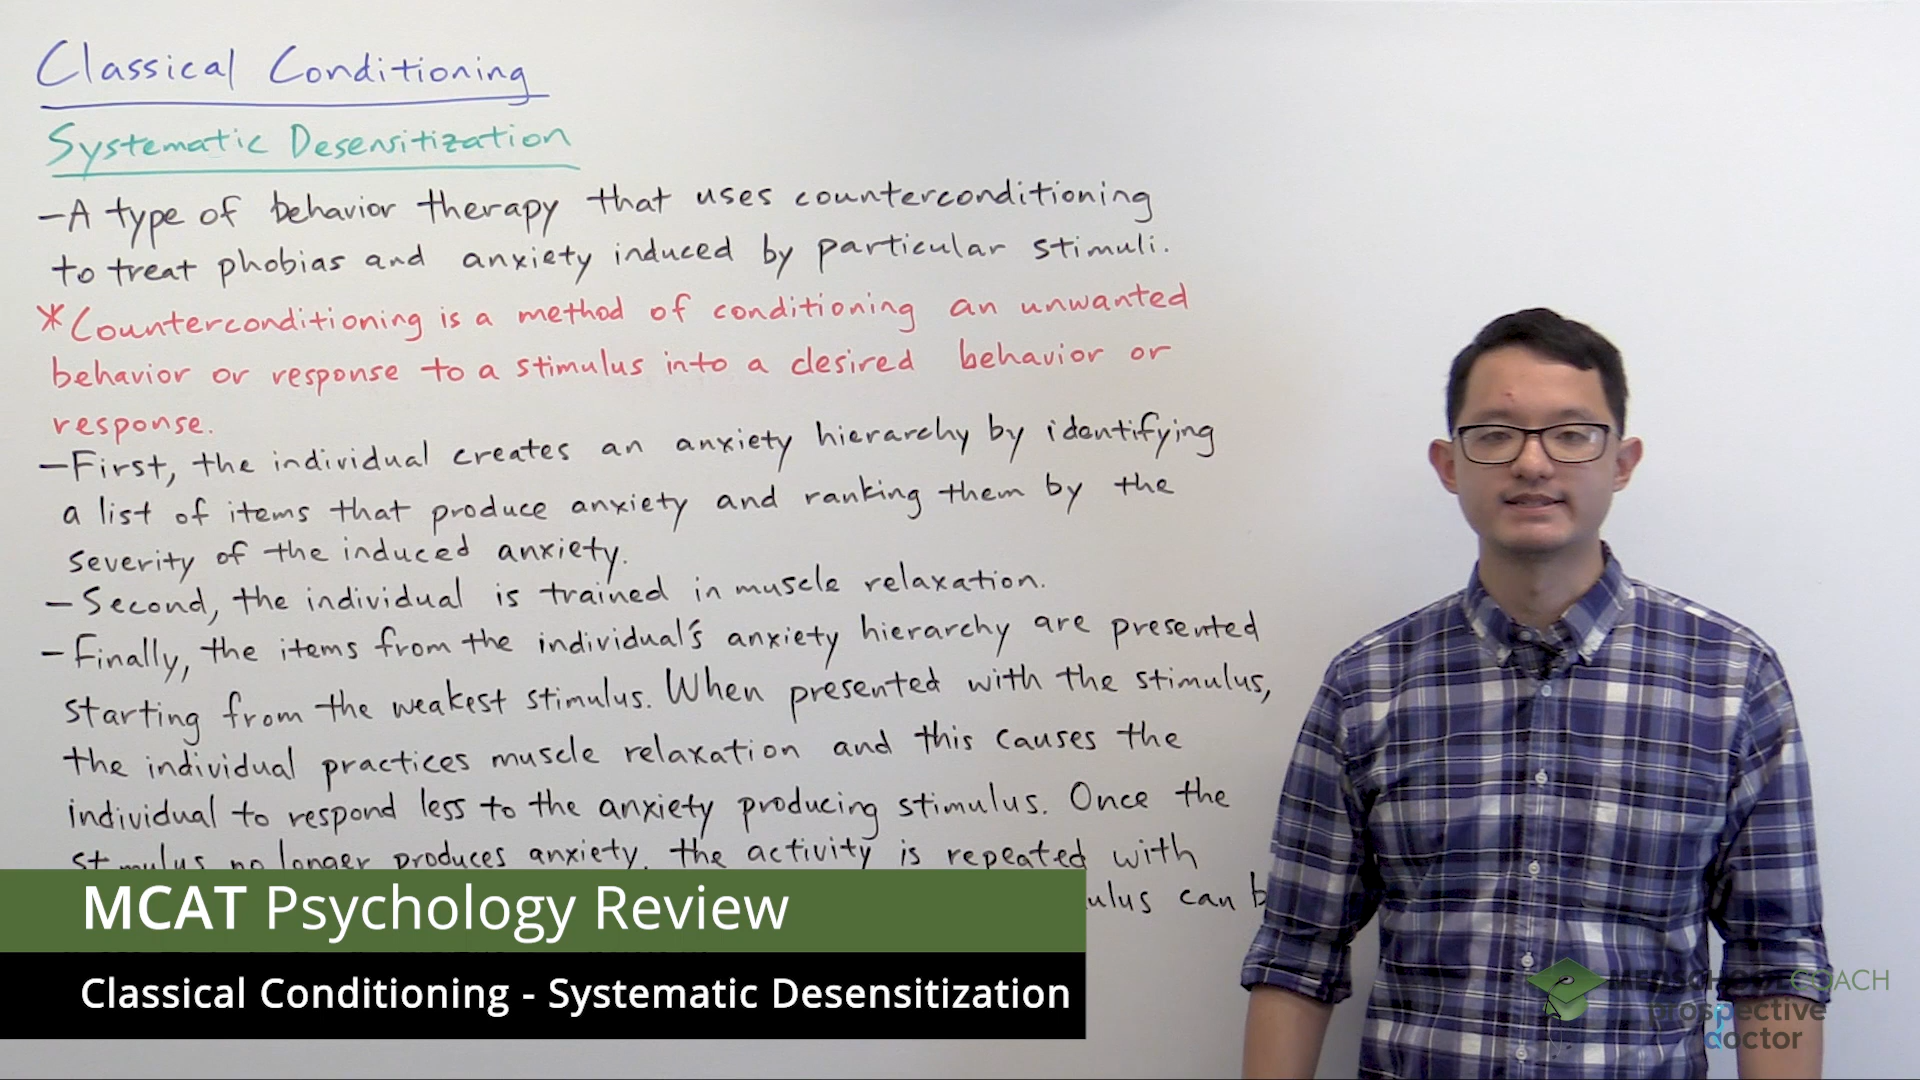 Classical Conditioning
Systematic Desensitization
- A type of behavior therapy that uses counterconditioning
to treat phobias and anxiety induced by particular stimuli.
* Counterconditioning is a method of conditioning an unwanted
behavior or response to a stimulus into a desired behavior or
response.
- First, the individual creates an anxiety hierarchy by identifying
a list of items that produce anxiety and ranking them by the
severity of the induced anxiety.
- Second, the individual is trained in muscle relaxation.
- Finally, the items from the individual's anxiety hierarchy are presented
starting from the weakest stimulus. When presented with the stimulus,
the individual practices muscle relaxation and this causes the
individual to respond less to the anxiety producing stimulus. Once the
stimulus no longer produces anxiety, the activity is repeated with
can
MCAT Psychology Review
Classical Conditioning - Systematic Desensitization
MEDSCHOOLCOACH
prospective
doctor